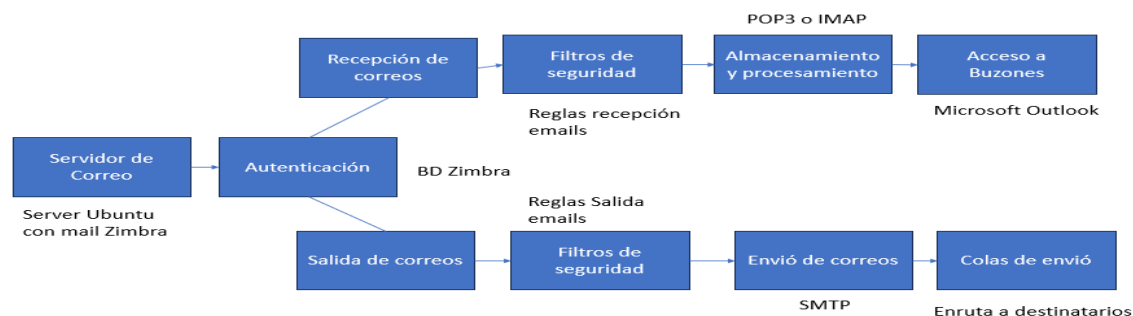 POP3 o IMAP
Recepción de
correos
Filtros de
seguridad
Almacenamiento
y procesamiento
Acceso a
Buzones
Reglas recepción
emails
Microsoft Outlook
Servidor de
Correo
Autenticación
BD Zimbra
Server Ubuntu
con mail Zimbra
Reglas Salida
emails
Salida de correos
Filtros de
seguridad
Envió de correos
Colas de envió
SMTP
Enruta a destinatarios